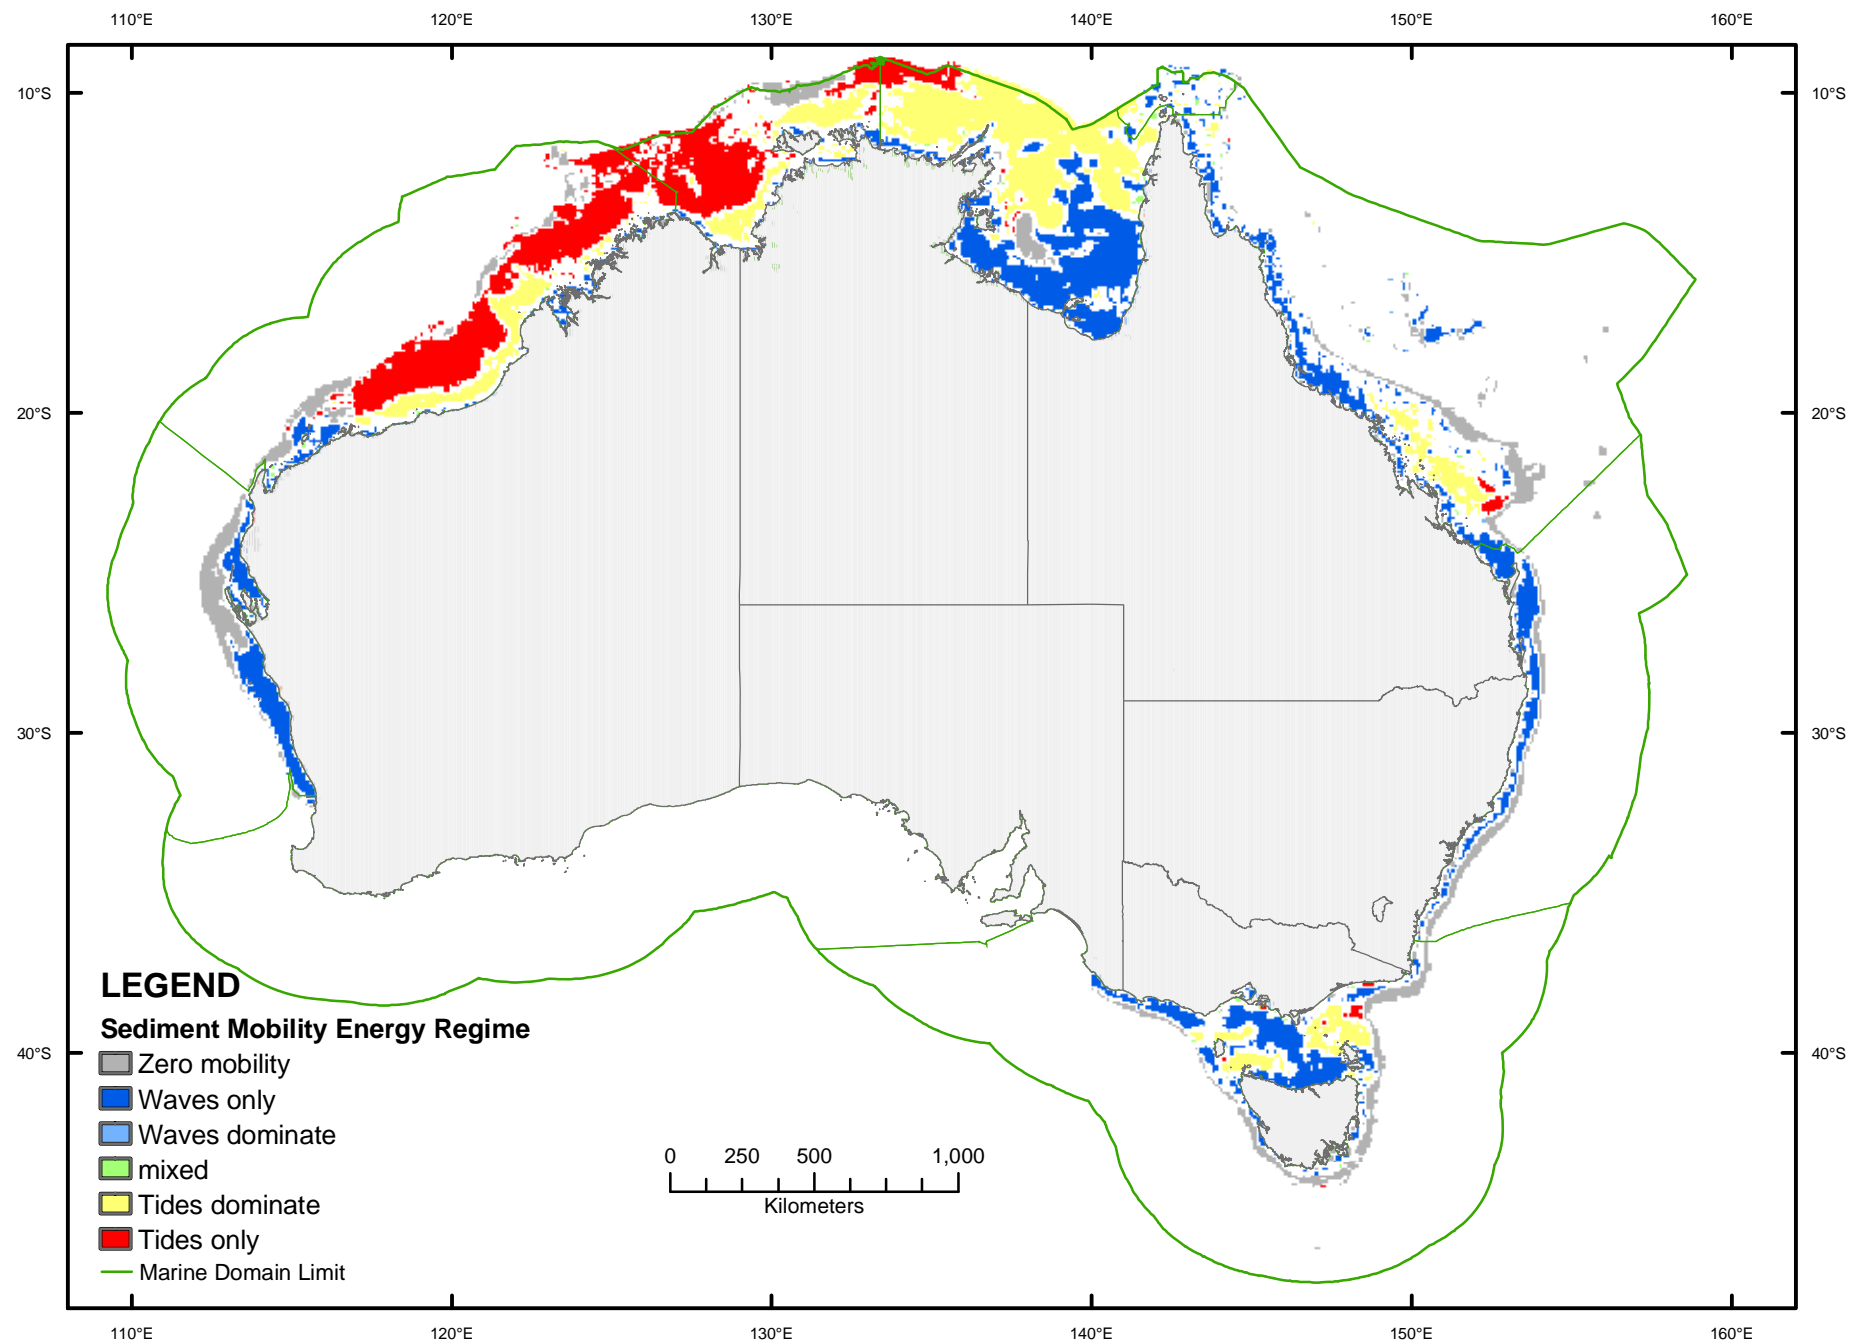 110°E 120°E 130°E 140°E 150°E 160°E
10°S 10°S
20°S 20°S
30°S 30°S
LEGEND
Sediment Mobility Energy Regime
40°S 40°S
Zero mobility
Waves only
Waves dominate
mixed
Tides dominate
Tides only
Marine Domain Limit
0 250 500 1,000
Kilometers
110°E 120°E 130°E 140°E 150°E 160°E